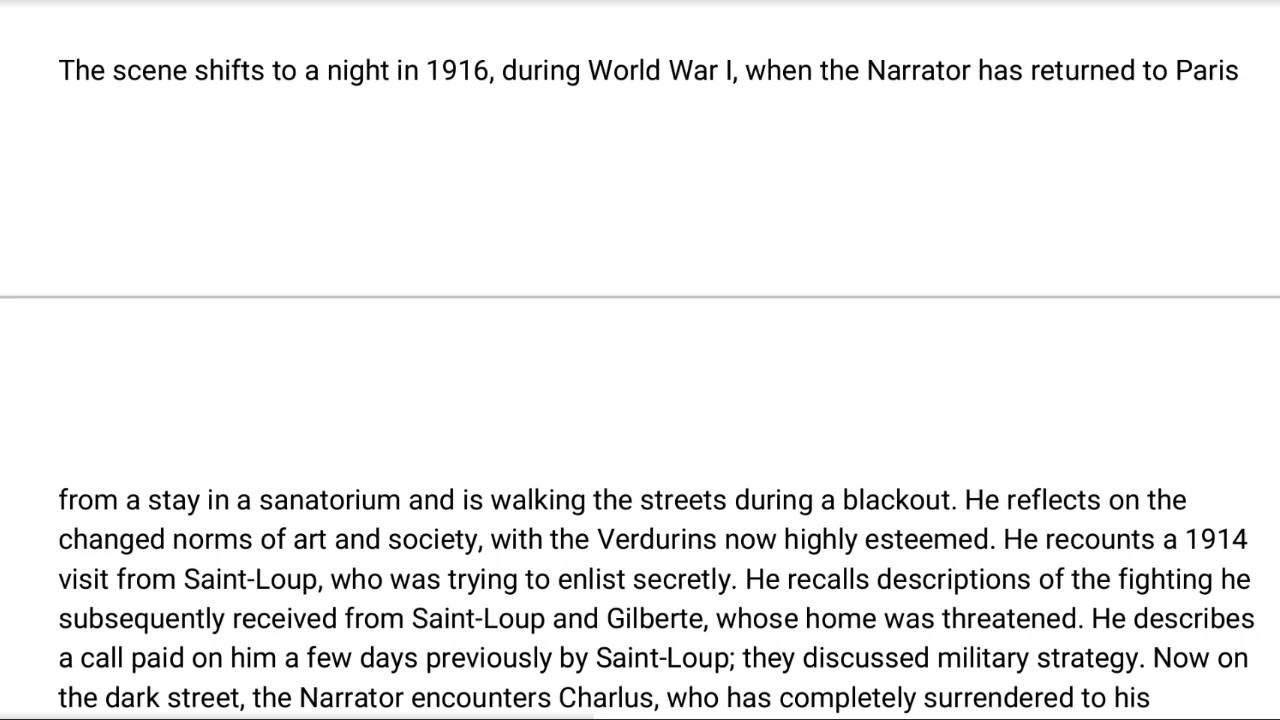 The scene shifts to a night in 1916, during World War I, when the Narrator has returned to Paris
from a stay in a sanatorium and is walking the streets during a blackout. He reflects on the
changed norms of art and society, with the Verdurins now highly esteemed. He recounts a 1914
visit from Saint-Loup, who was trying to enlist secretly. He recalls descriptions of the fighting he
subsequently received from Saint-Loup and Gilberte, whose home was threatened. He describes
a call paid on him a few days previously by Saint-Loup; they discussed military strategy. Now on
the dark street, the Narrator encounters Charlus, who has completely surrendered to his